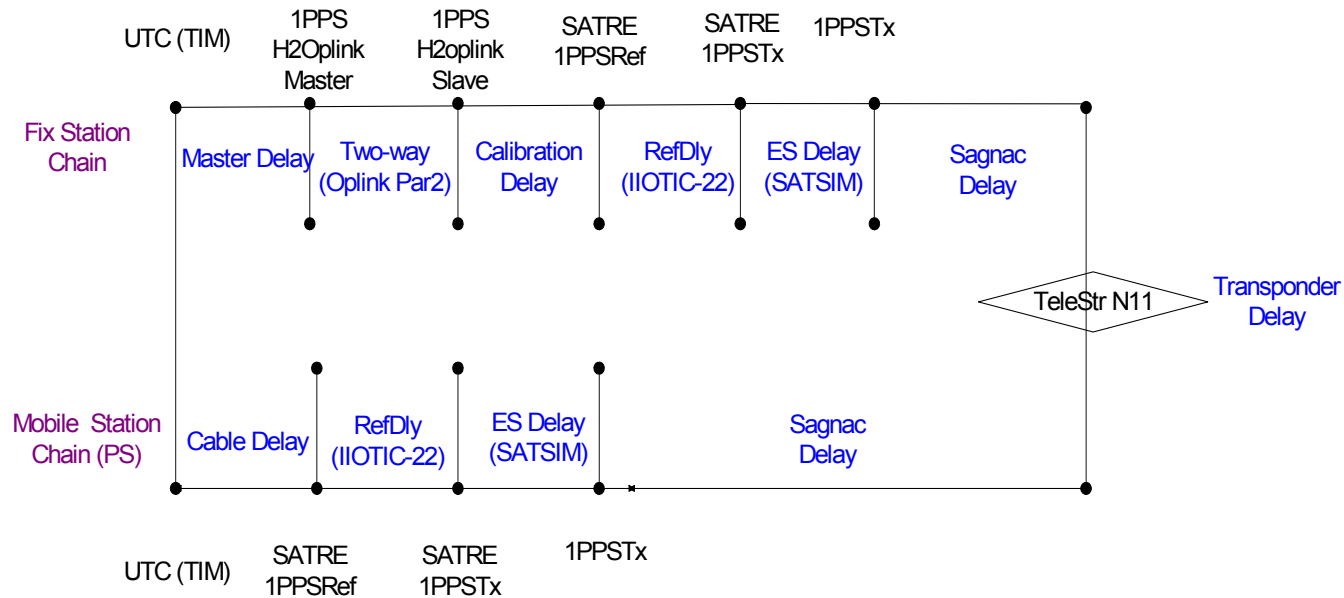 UTC (TIM)
1PPS
H2Oplink
Master
1PPS
H2oplink
Slave
SATRE
1PPSRef
SATRE
1PPSTx
1PPSTx
Fix Station
Chain
Master Delay
Two-way
(Oplink Par2)
Calibration
Delay
RefDly
(IIOTIC-22)
ES Delay
(SATSIM)
Sagnac
Delay
TeleStr N11
Transponder
Delay
Mobile Station
Chain (PS)
Cable Delay
RefDly
(IIOTIC-22)
ES Delay
(SATSIM)
Sagnac
Delay
UTC (TIM)
SATRE
1PPSRef
SATRE
1PPSTx
1PPSTx